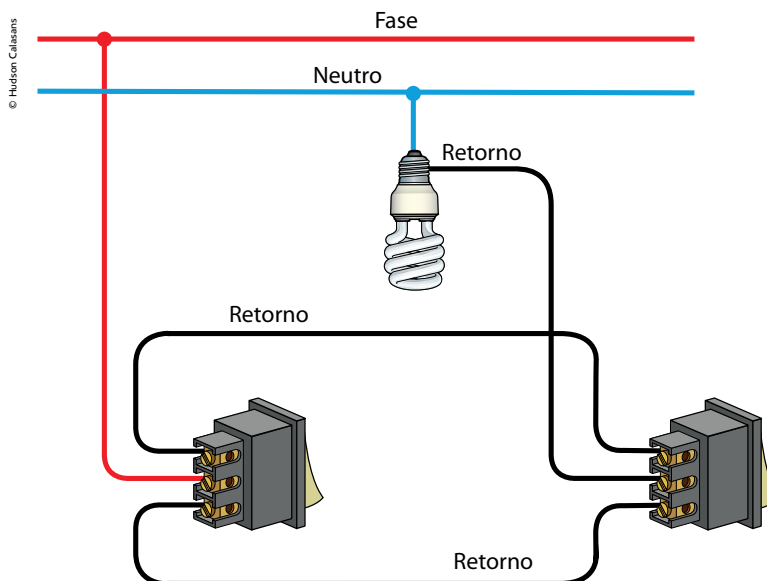 © Hudson Calasans
Fase
Neutro
Retorno
Retorno
Retorno